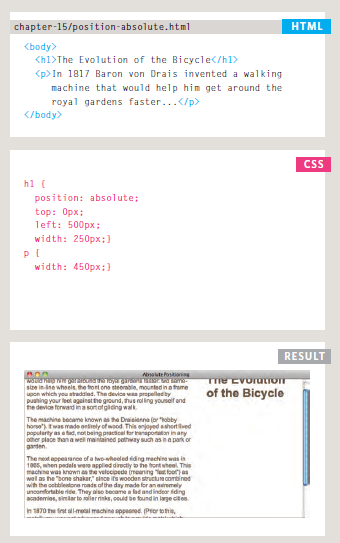 chapter-15/position-absolute.html
HTML
<body>
<h1>The Evolution of the Bicycle</h1>
<p>In 1817 Baron von Drais invented a walking
machine that would help him get around the
royal gardens faster...</p>
</body>
CSS
h1 {
position: absolute;
top: 0px;
left: 500px;
width: 250px;}
p {
width: 450px;}
RESULT
Absolute Positioning
would help him get around the royal gardens faster: two same-
size in-line wheels, the front one steerable, mounted in a frame
upon which you straddled. The device was propelled by
pushing your feet against the ground, thus rolling yourself and
the device forward in a sort of gliding walk.
The Evolution
of the Bicycle
The machine became known as the Draisienne (or "hobby
horse"). It was made entirely of wood. This enjoyed a short lived
popularity as a fad, not being practical for transportation in any
other place than a well maintained pathway such as in a park or
garden.
The next appearance of a two-wheeled riding machine was in
1865, when pedals were applied directly to the front wheel. This
machine was known as the velocipede (meaning "fast foot") as
well as the "bone shaker," since it's wooden structure combined
with the cobblestone roads of the day made for an extremely
uncomfortable ride. They also became a fad and indoor riding
academies, similar to roller rinks, could be found in large cities.
In 1870 the first all-metal machine appeared. (Prior to this,